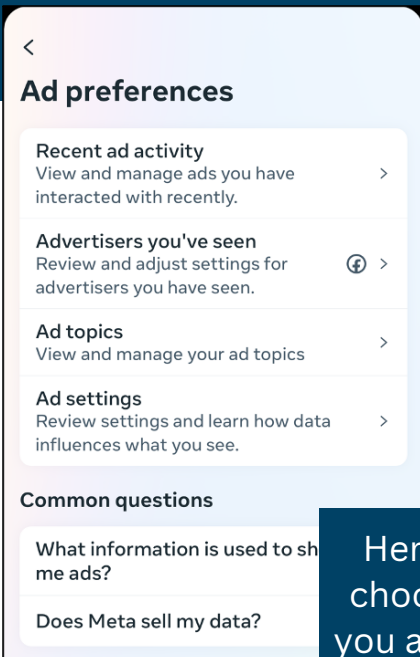 Ad preferences
Recent ad activity
View and manage ads you have
interacted with recently.
Advertisers you've seen
Review and adjust settings for
advertisers you have seen.
Ad topics
View and manage your ad topics
Ad settings
Review settings and learn how data
influences what you see.
Common questions
What information is used to sh
me ads?
Does Meta sell my data?
Her
choo
you a